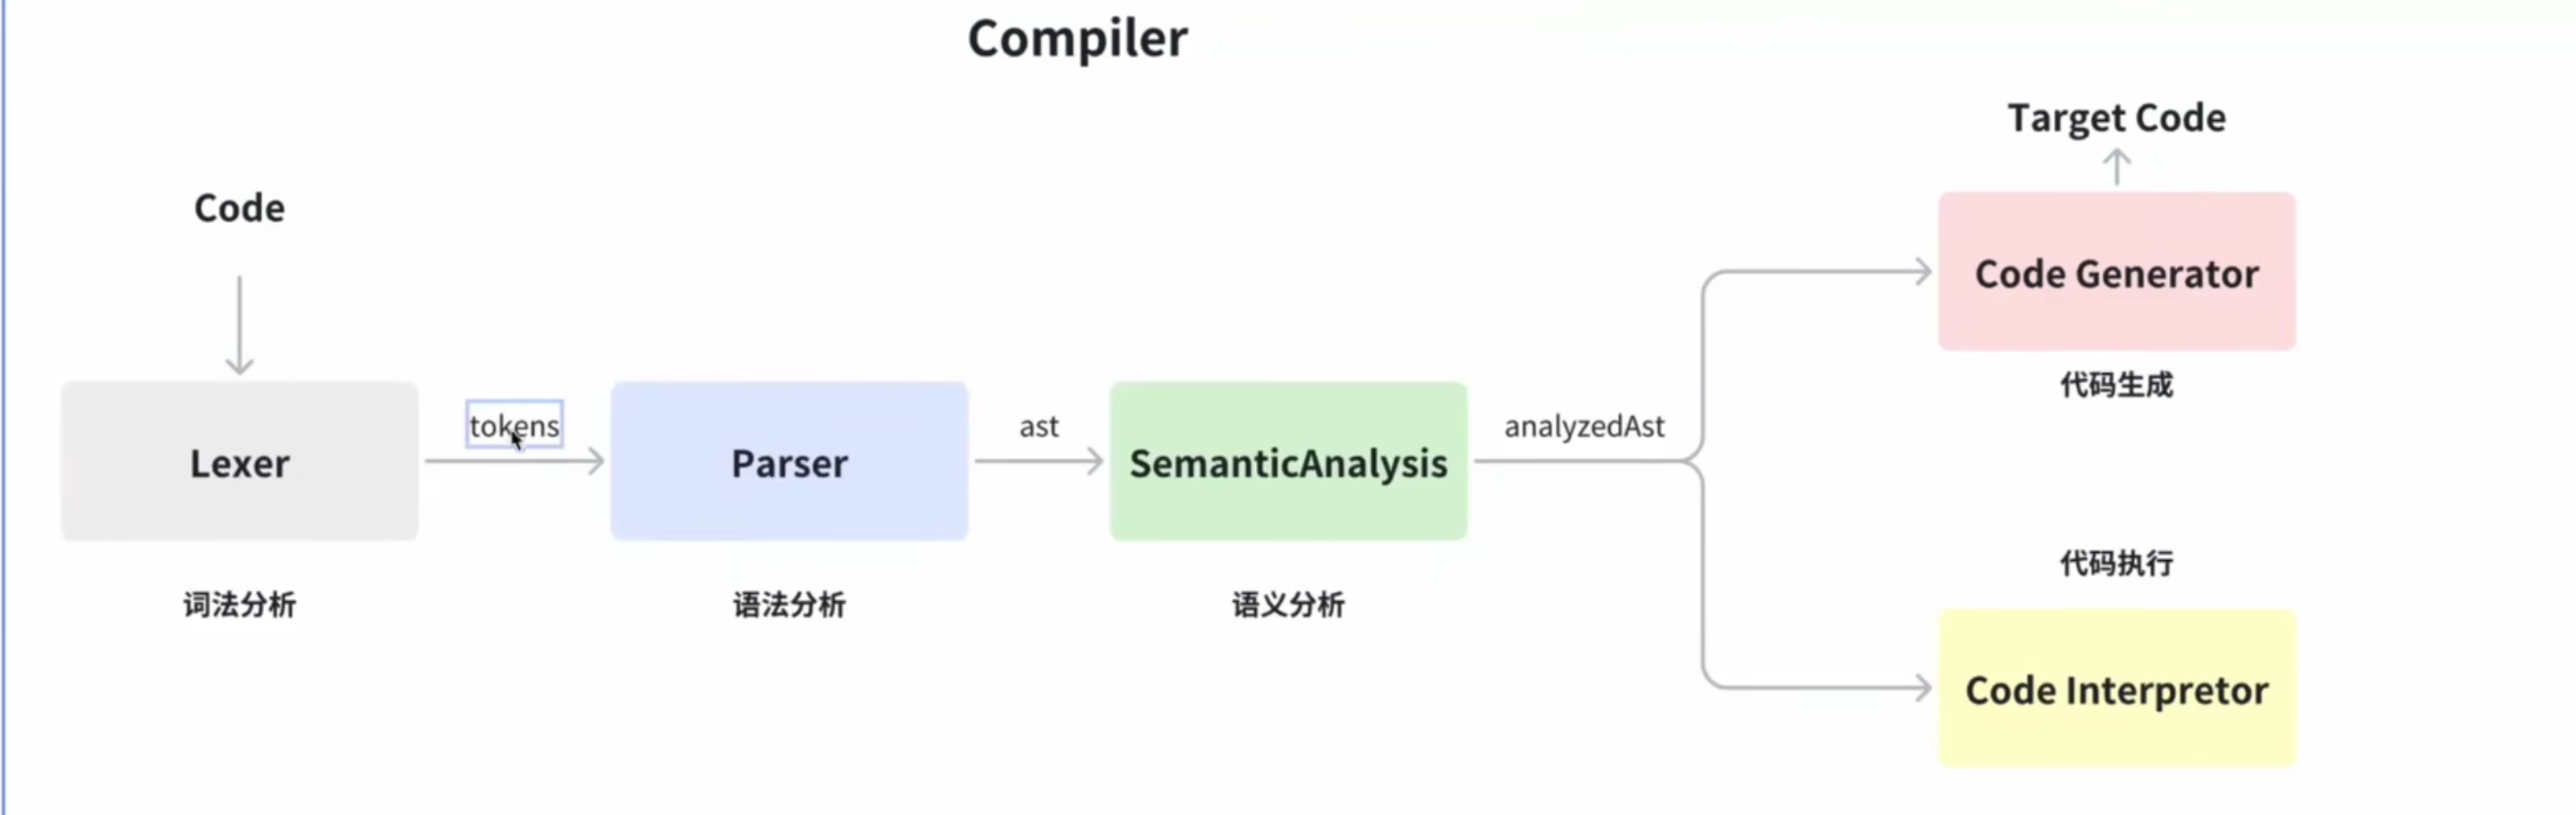 Compiler
Code
Lexer
词法分析
tokens
Parser
语法分析
ast
SemanticAnalysis
语义分析
analyzedAst
Target Code
Code Generator
代码生成
代码执行
Code Interpretor